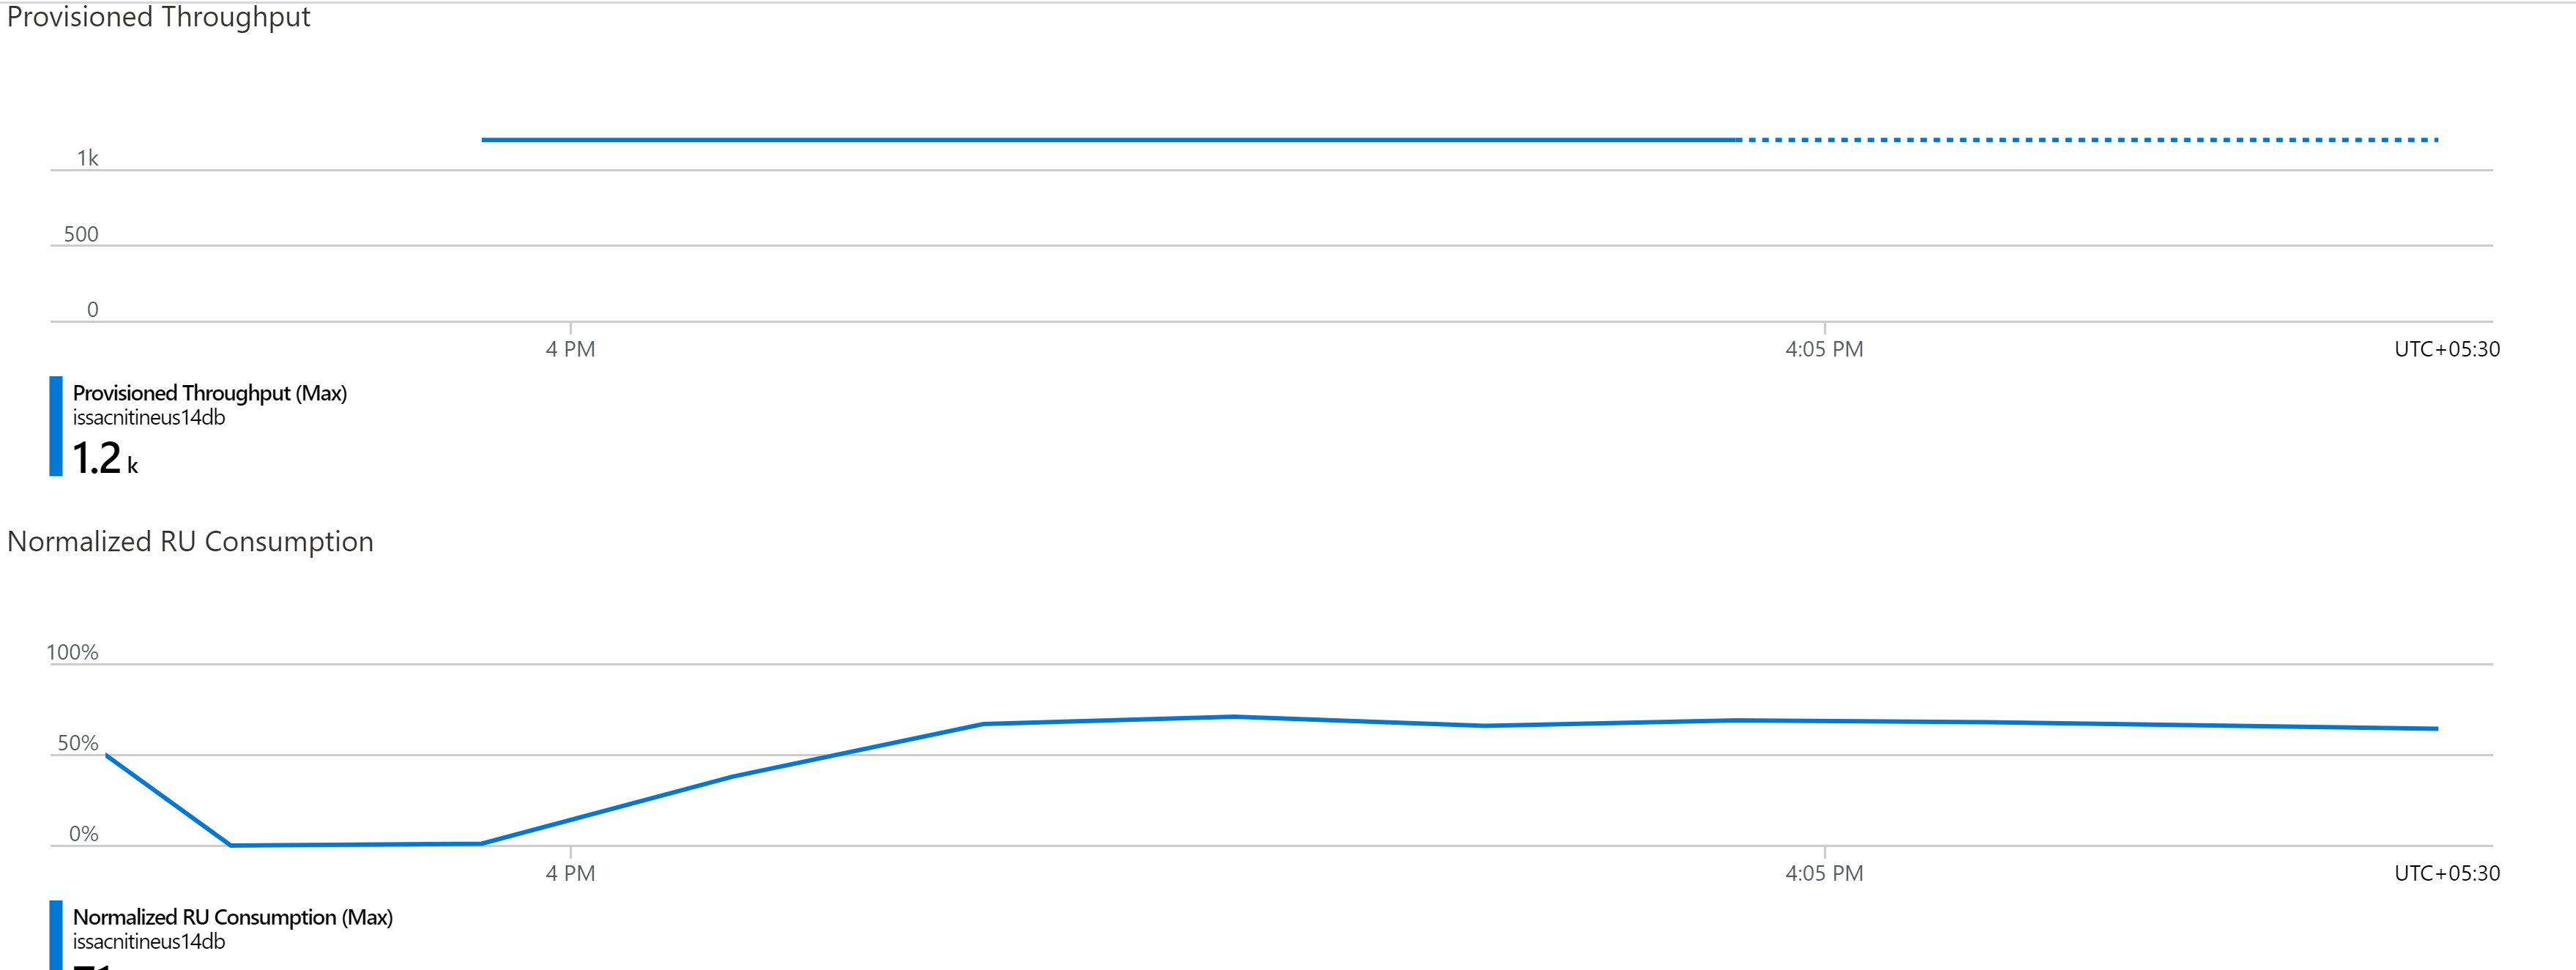 Provisioned Throughput
1k
500
0
4 PM 4:05 PM UTC+05:30
Provisioned Throughput (Max)
issacnitineus14db
1.2 k
Normalized RU Consumption
100%
50%
0%
4 PM 4:05 PM UTC+05:30
Normalized RU Consumption (Max)
issacnitineus14db